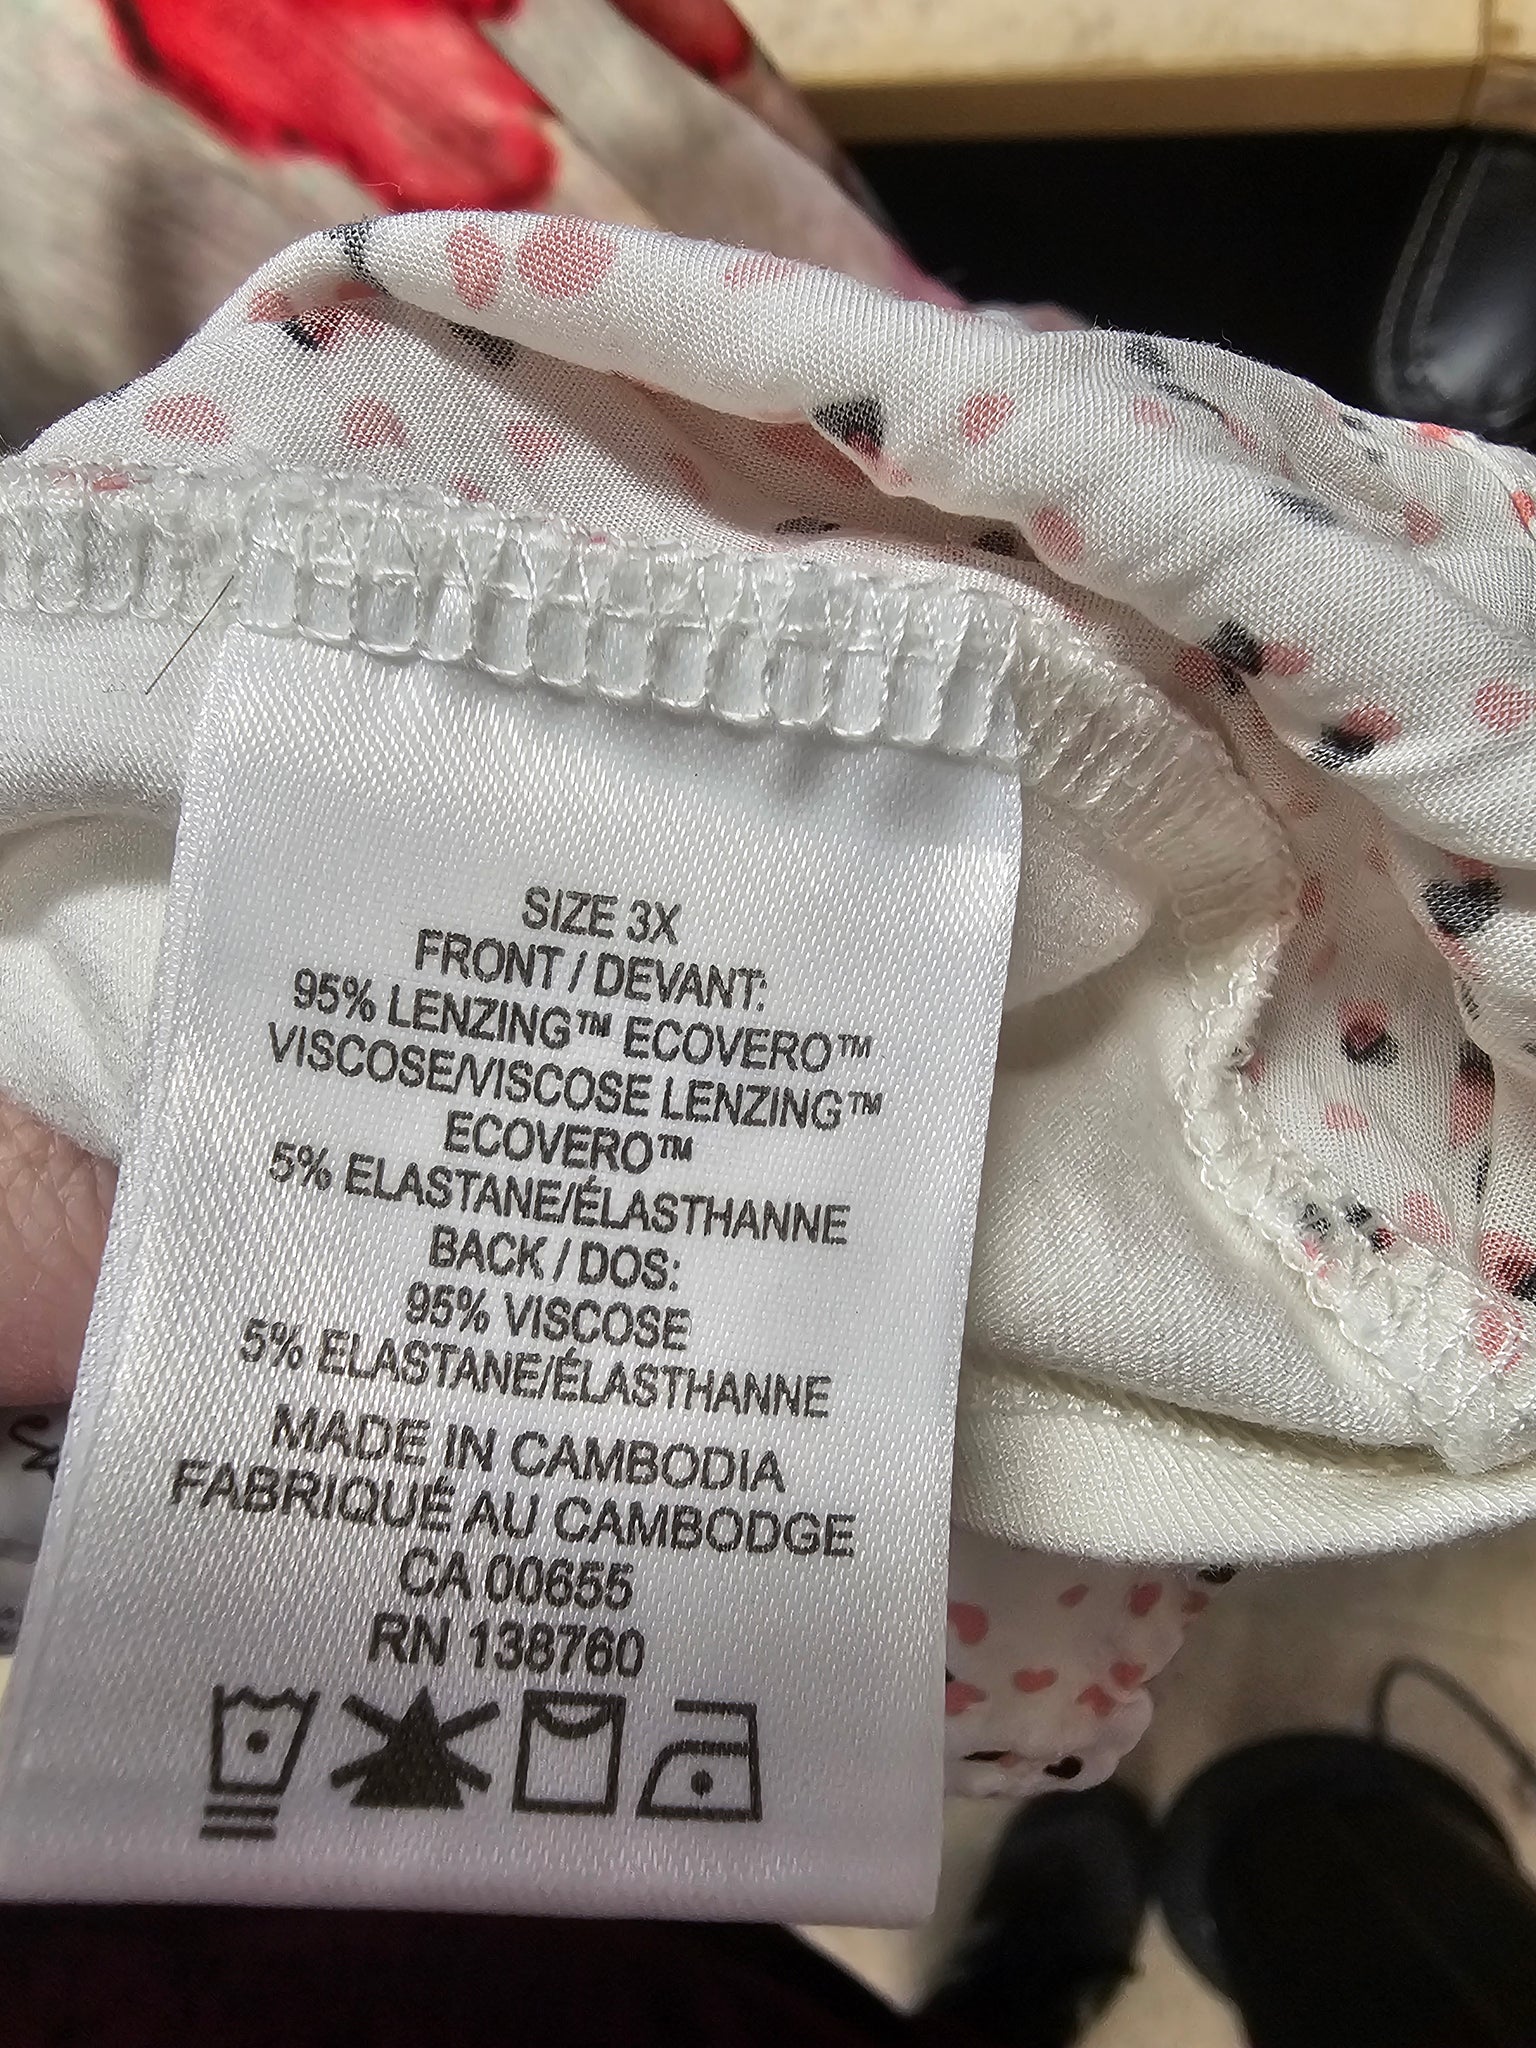 SIZE 3X
FRONT / DEVANT:
95% LENZING™ ECOVERO™
VISCOSE/VISCOSE LENZING™
ECOVERO™
5% ELASTANE/ÉLASTHANNE
BACK / DOS:
95% VISCOSE
5% ELASTANE/ÉLASTHANNE
MADE IN CAMBODIA
FABRIQUÉ AU CAMBODGE
CA 00655
RN 138760